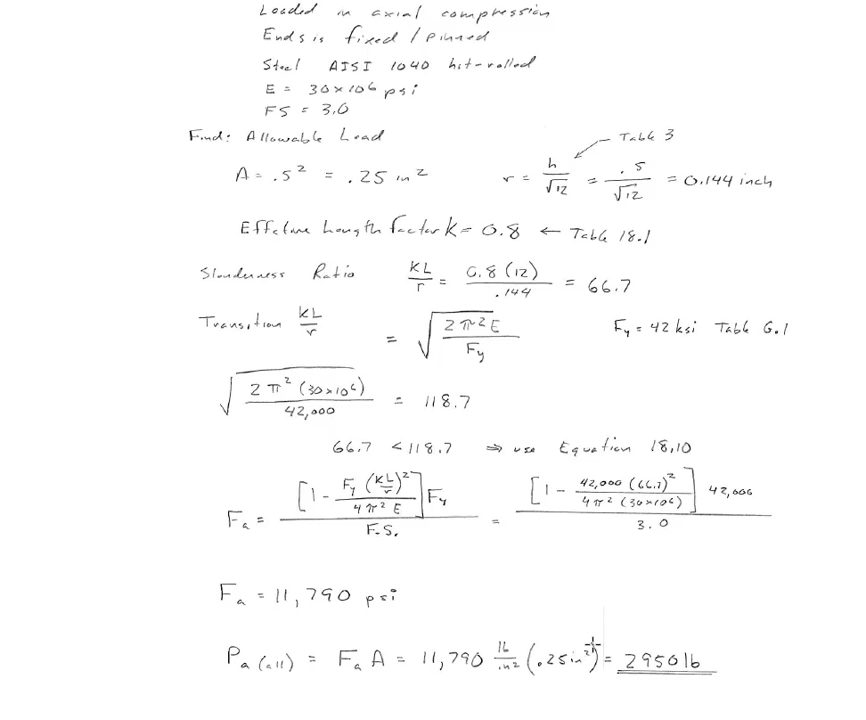 Loaded in axial compression
Ends is fixed / pinned
Steel AISI 1040 hot-rolled
E = 30×10⁶ psi
FS = 3.0
Find: Allowable Load
Table 3
A = .5² = .25 in² r = h/√12 = .5/√12 = 0.144 inch
Effective Length factor K = 0.8 ← Table 18.1
Slenderness Ratio KL/r = 0.8(12)/.144 = 66.7
Transition KL/r = √(2π²E/Fy) Fy = 42 ksi Table G.1
√(2π²(30×10⁶)/42,000) = 118.7
66.7 < 118.7 ⇒ use Equation 18.10
Fa = [1 - Fy(KL/r)²/4π²E]Fy/F.S. = [1 - 42,000(66.7)²/4π²(30×10⁶)]42,000/3.0
Fa = 11,790 psi
Pa(all) = FaA = 11,790 lb/in² (.25 in²) = 2950 lb